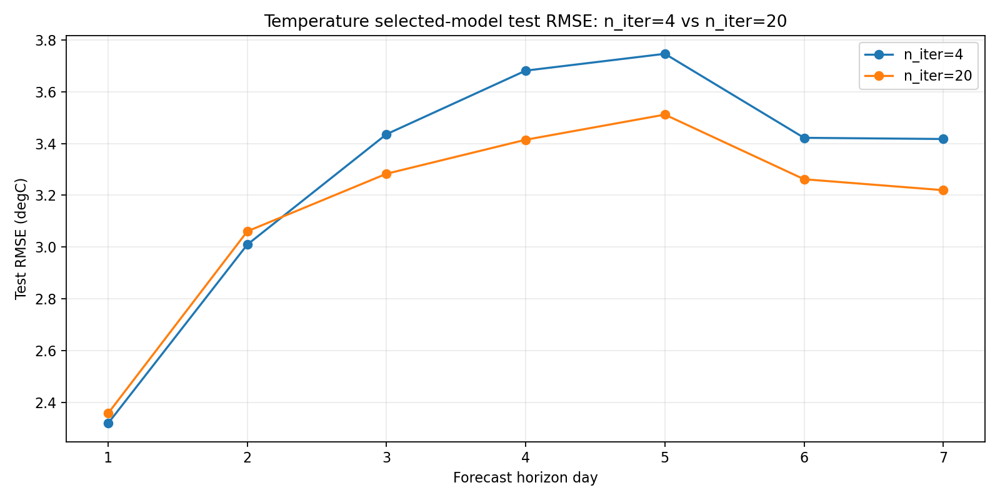 Temperature selected-model test RMSE: n_iter=4 vs n_iter=20
n_iter=4
n_iter=20
Test RMSE (degC)
3.8
3.6
3.4
3.2
3.0
2.8
2.6
2.4
1 2 3 4 5 6 7
Forecast horizon day